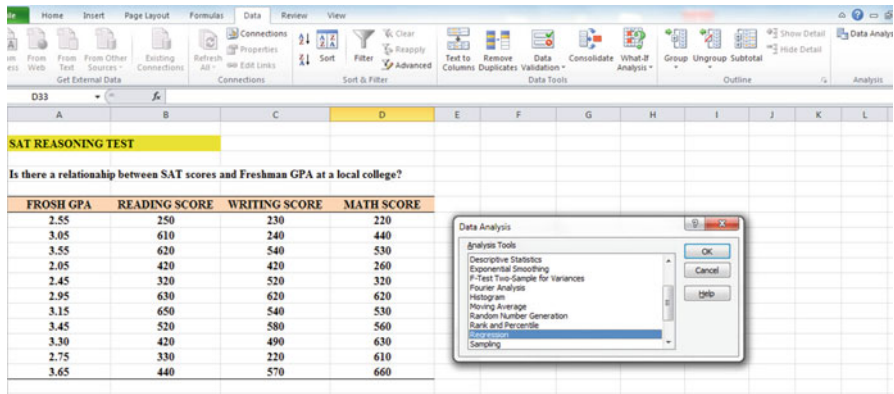 Home Insert Page Layout Formulas Data Review View
Connections
Properties
Edit Links
Clear
Reapply
Advanced
Show Detail
Hide Detail
From Web
From Text
From Other Sources
Existing Connections
Refresh All
Sort
Filter
Text to Columns
Remove Duplicates
Data Validation
Consolidate
What-If Analysis
Group
Ungroup
Subtotal
Get External Data Connections Sort & Filter Data Tools Outline Analysis
D33 fx
A B C D E F G H I J K L
SAT REASONING TEST
Is there a relationahip between SAT scores and Freshman GPA at a local college?
FROSH GPA READING SCORE WRITING SCORE MATH SCORE
2.55 250 230 220
3.05 610 240 440
3.55 620 540 530
2.05 420 420 260
2.45 320 520 320
2.95 630 620 620
3.15 650 540 530
3.45 520 580 560
3.30 420 490 630
2.75 330 220 610
3.65 440 570 660
Data Analysis
Analysis Tools
Descriptive Statistics
Exponential Smoothing
F-Test Two-Sample for Variances
Fourier Analysis
Histogram
Moving Average
Random Number Generation
Rank and Percentile
Regression
Sampling
OK
Cancel
Help